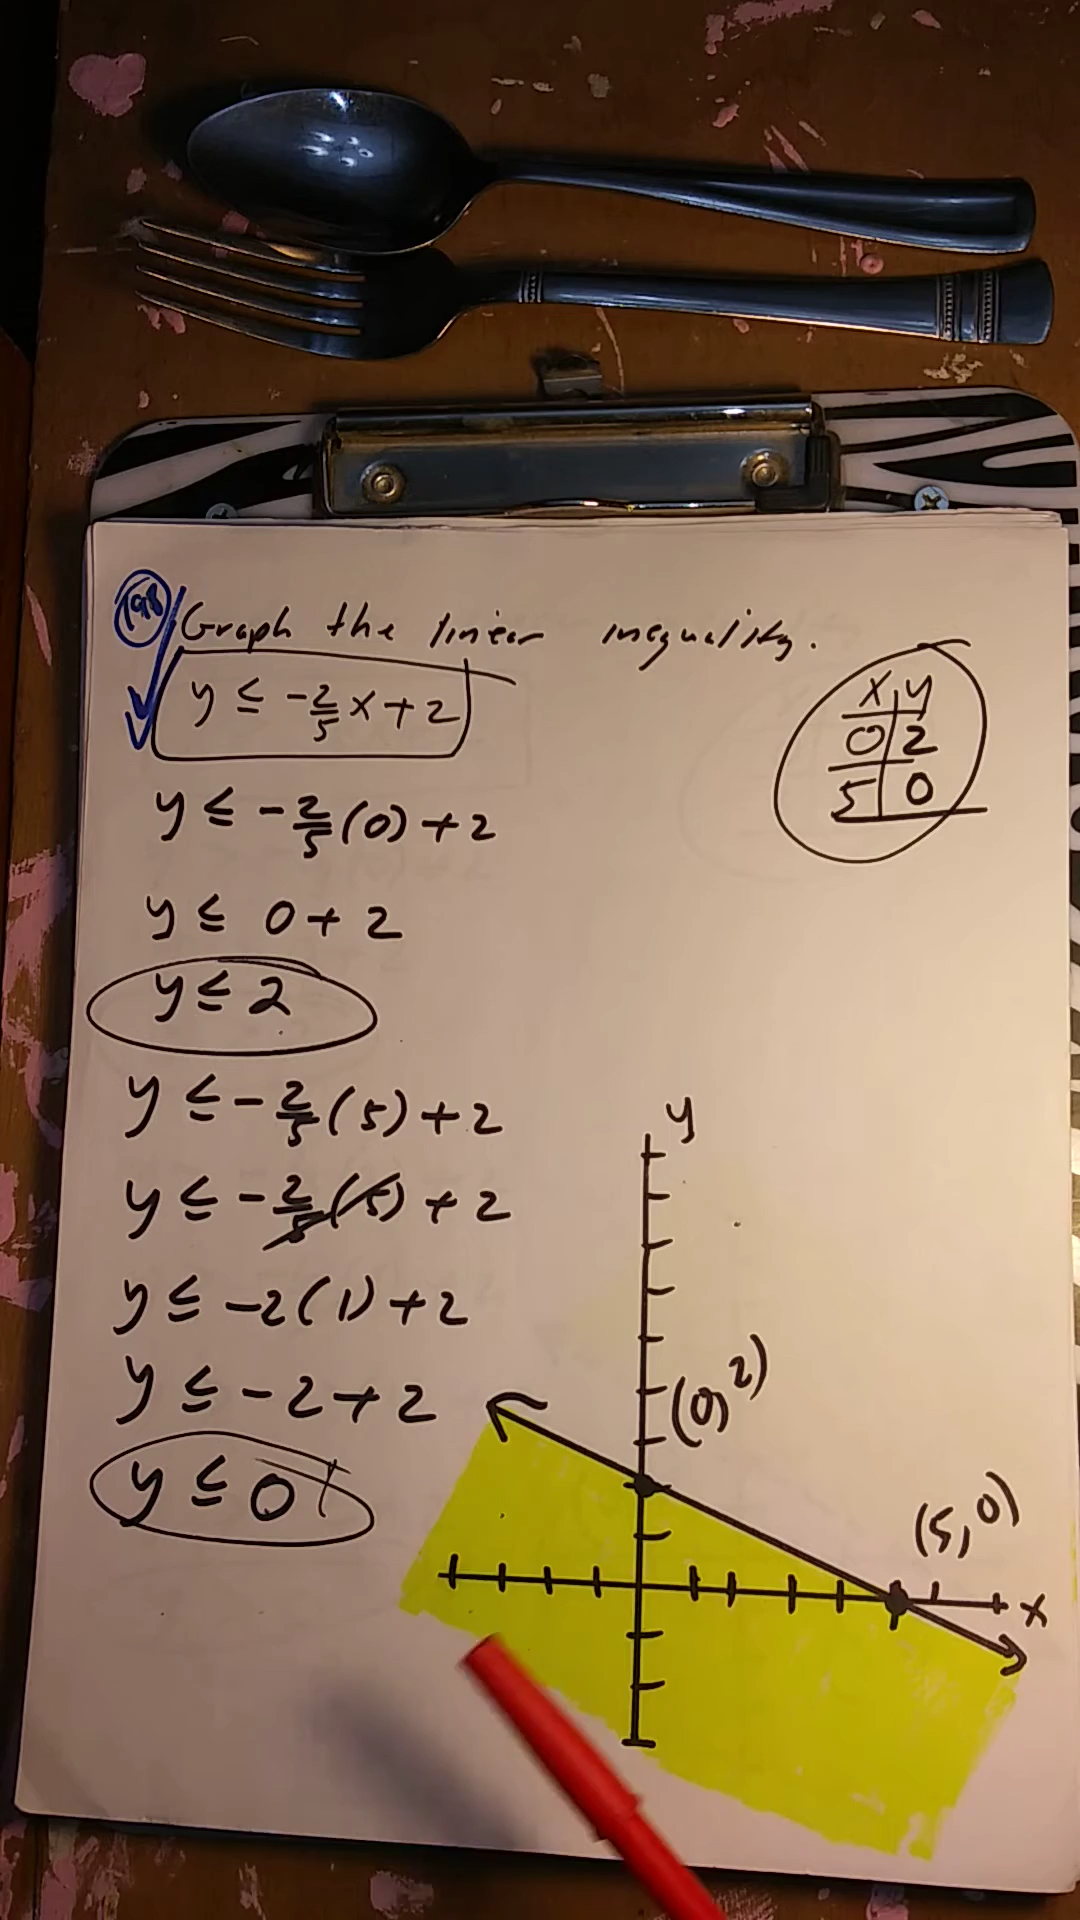 198
Graph the linear inequality.
y ≤ -2/5 x + 2
x y
0 2
5 0
y ≤ -2/5 (0) + 2
y ≤ 0 + 2
y ≤ 2
y ≤ -2/5 (5) + 2
y ≤ -2/5 (5) + 2
y ≤ -2(1) + 2
y ≤ -2 + 2
y ≤ 0
y
(0,2)
(5,0)
x